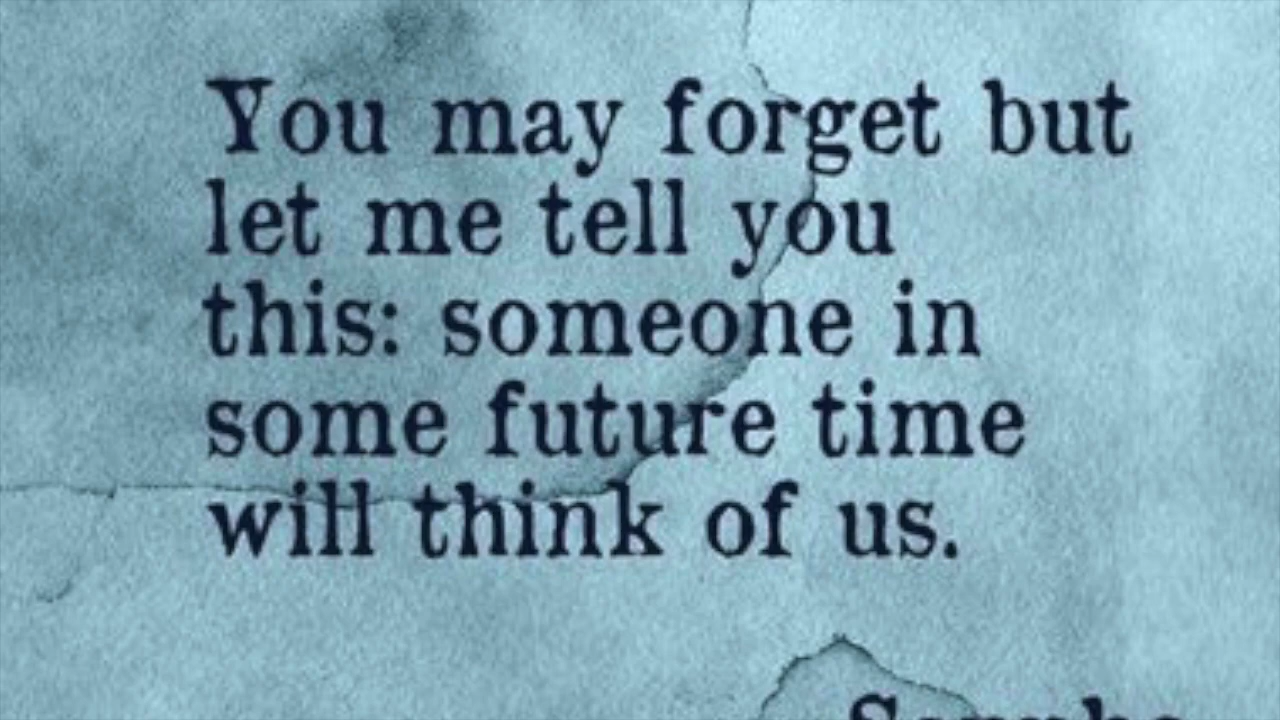 You may forget but
let me tell you
this: someone in
some future time
will think of us.